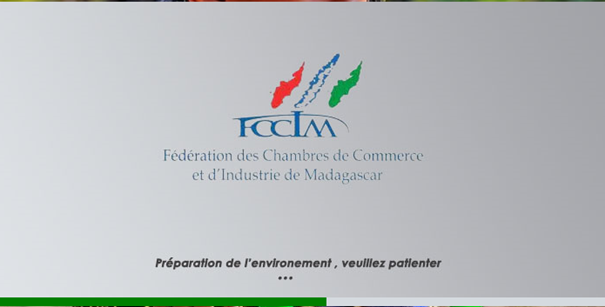 FCCIM
Fédération des Chambres de Commerce
et d'Industrie de Madagascar
Préparation de l'environement , veuillez patienter
...